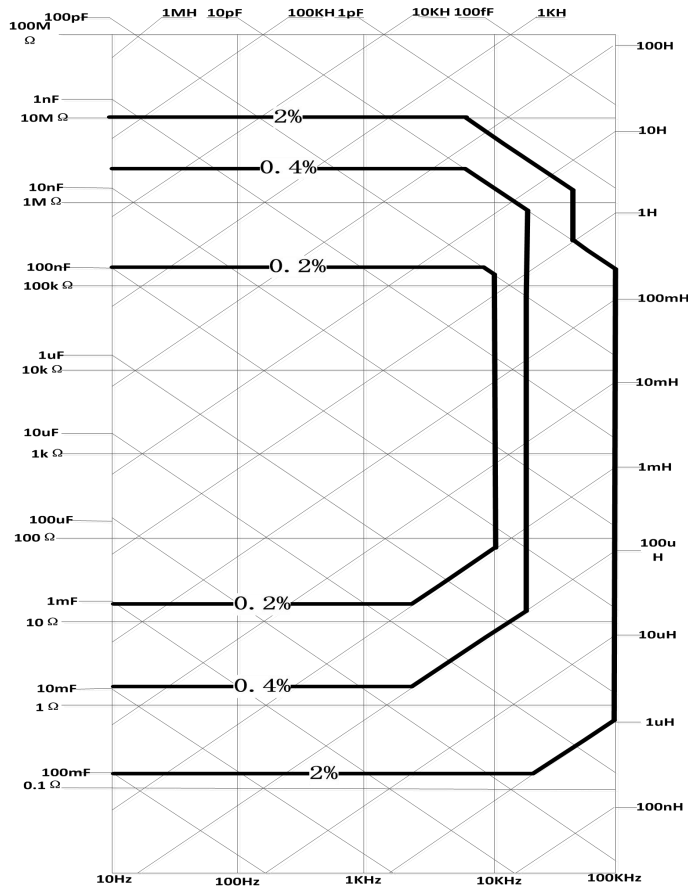 100pF 1MH 10pF 100KH 1pF 10KH 100fF 1KH
100M
Ω
100H
1nF
10M Ω
2%
10H
0. 4%
10nF
1M Ω
1H
100nF
0. 2%
100k Ω
100mH
1uF
10k Ω
10mH
10uF
1k Ω
1mH
100uF
100 Ω
100u
H
1mF
0. 2%
10 Ω
10uH
10mF
0. 4%
1 Ω
1uH
100mF
2%
0.1 Ω
100nH
10Hz 100Hz 1KHz 10KHz 100KHz